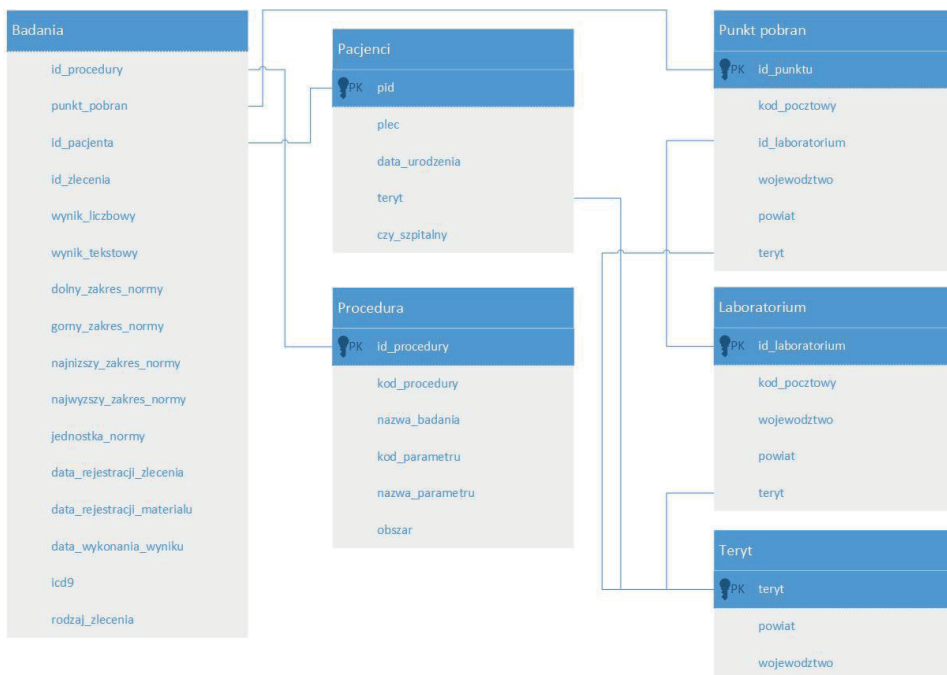 Badania
id_procedury
punkt_pobran
id_pacjenta
id_zlecenia
wynik_liczbowy
wynik_tekstowy
dolny_zakres_normy
gorny_zakres_normy
najnizszy_zakres_normy
najwyzszy_zakres_normy
jednostka_normy
data_rejestracji_zlecenia
data_rejestracji_materialu
data_wykonania_wyniku
icd9
rodzaj_zlecenia
Pacjenci
PK pid
plec
data_urodzenia
teryt
czy_szpitalny
Procedura
PK id_procedury
kod_procedury
nazwa_badania
kod_parametru
nazwa_parametru
obszar
Punkt pobran
PK id_punktu
kod_pocztowy
id_laboratorium
wojewodztwo
powiat
teryt
Laboratorium
PK id_laboratorium
kod_pocztowy
wojewodztwo
powiat
teryt
Teryt
PK teryt
powiat
wojewodztwo